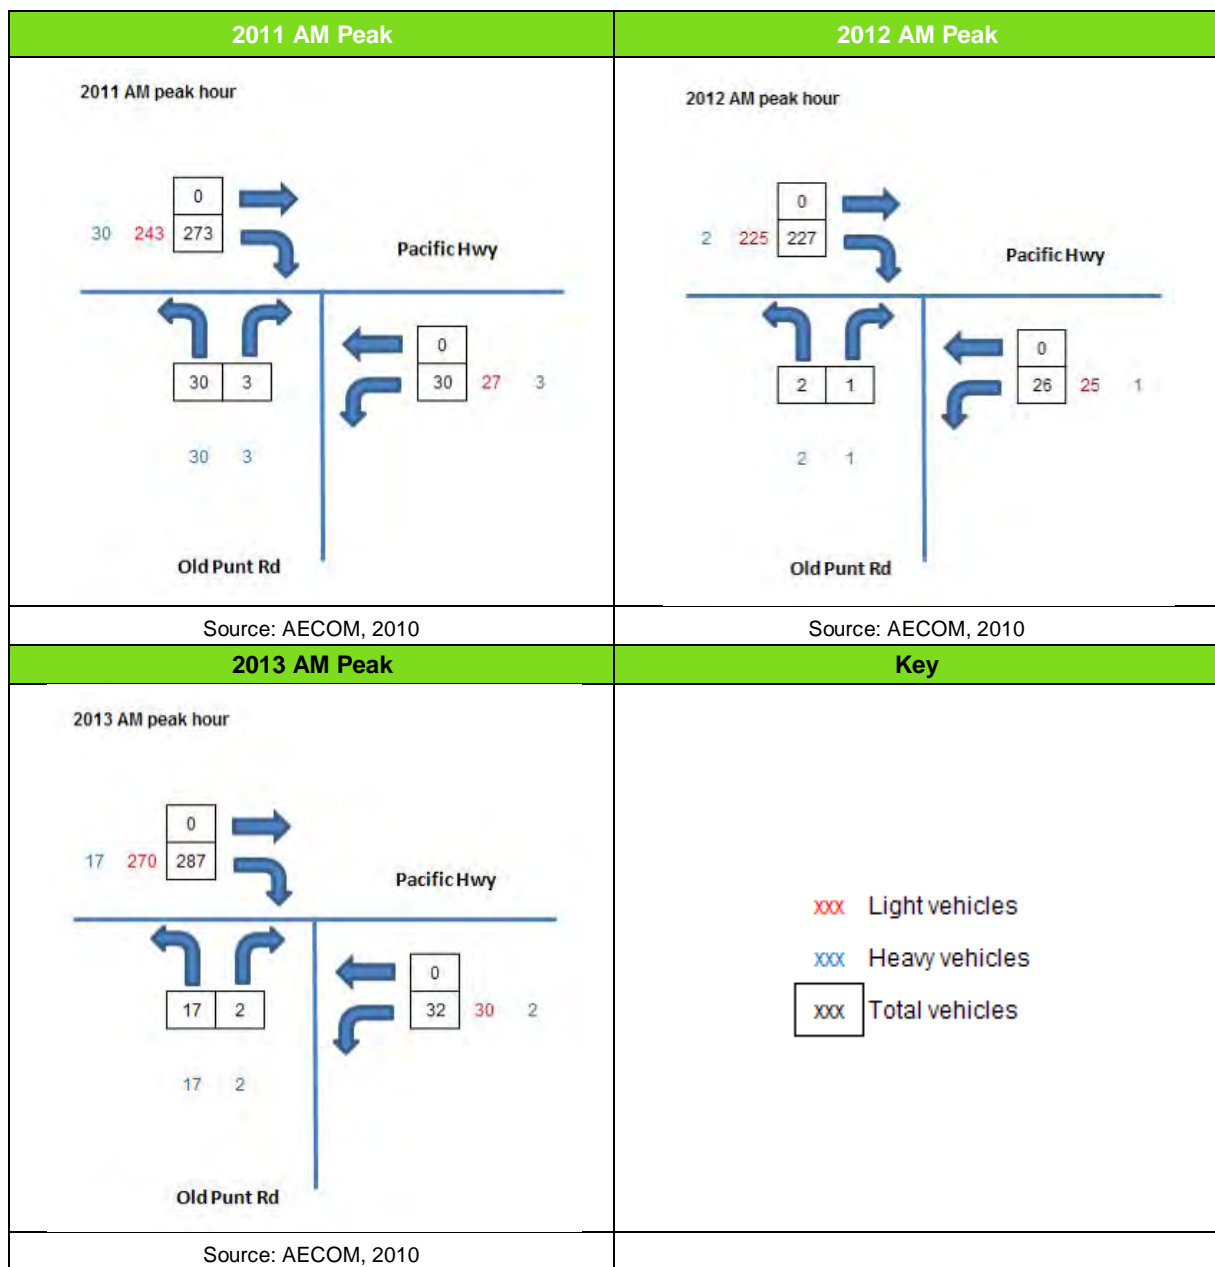 2011 AM Peak
2011 AM peak hour
0
30 243 273
Pacific Hwy
0
30 3
30 27 3
30 3
Old Punt Rd
Source: AECOM, 2010
2012 AM Peak
2012 AM peak hour
0
2 225 227
Pacific Hwy
0
2 1
26 25 1
2 1
Old Punt Rd
Source: AECOM, 2010
2013 AM Peak
2013 AM peak hour
0
17 270 287
Pacific Hwy
0
17 2
32 30 2
17 2
Old Punt Rd
Source: AECOM, 2010
Key
xxx Light vehicles
xxx Heavy vehicles
xxx Total vehicles